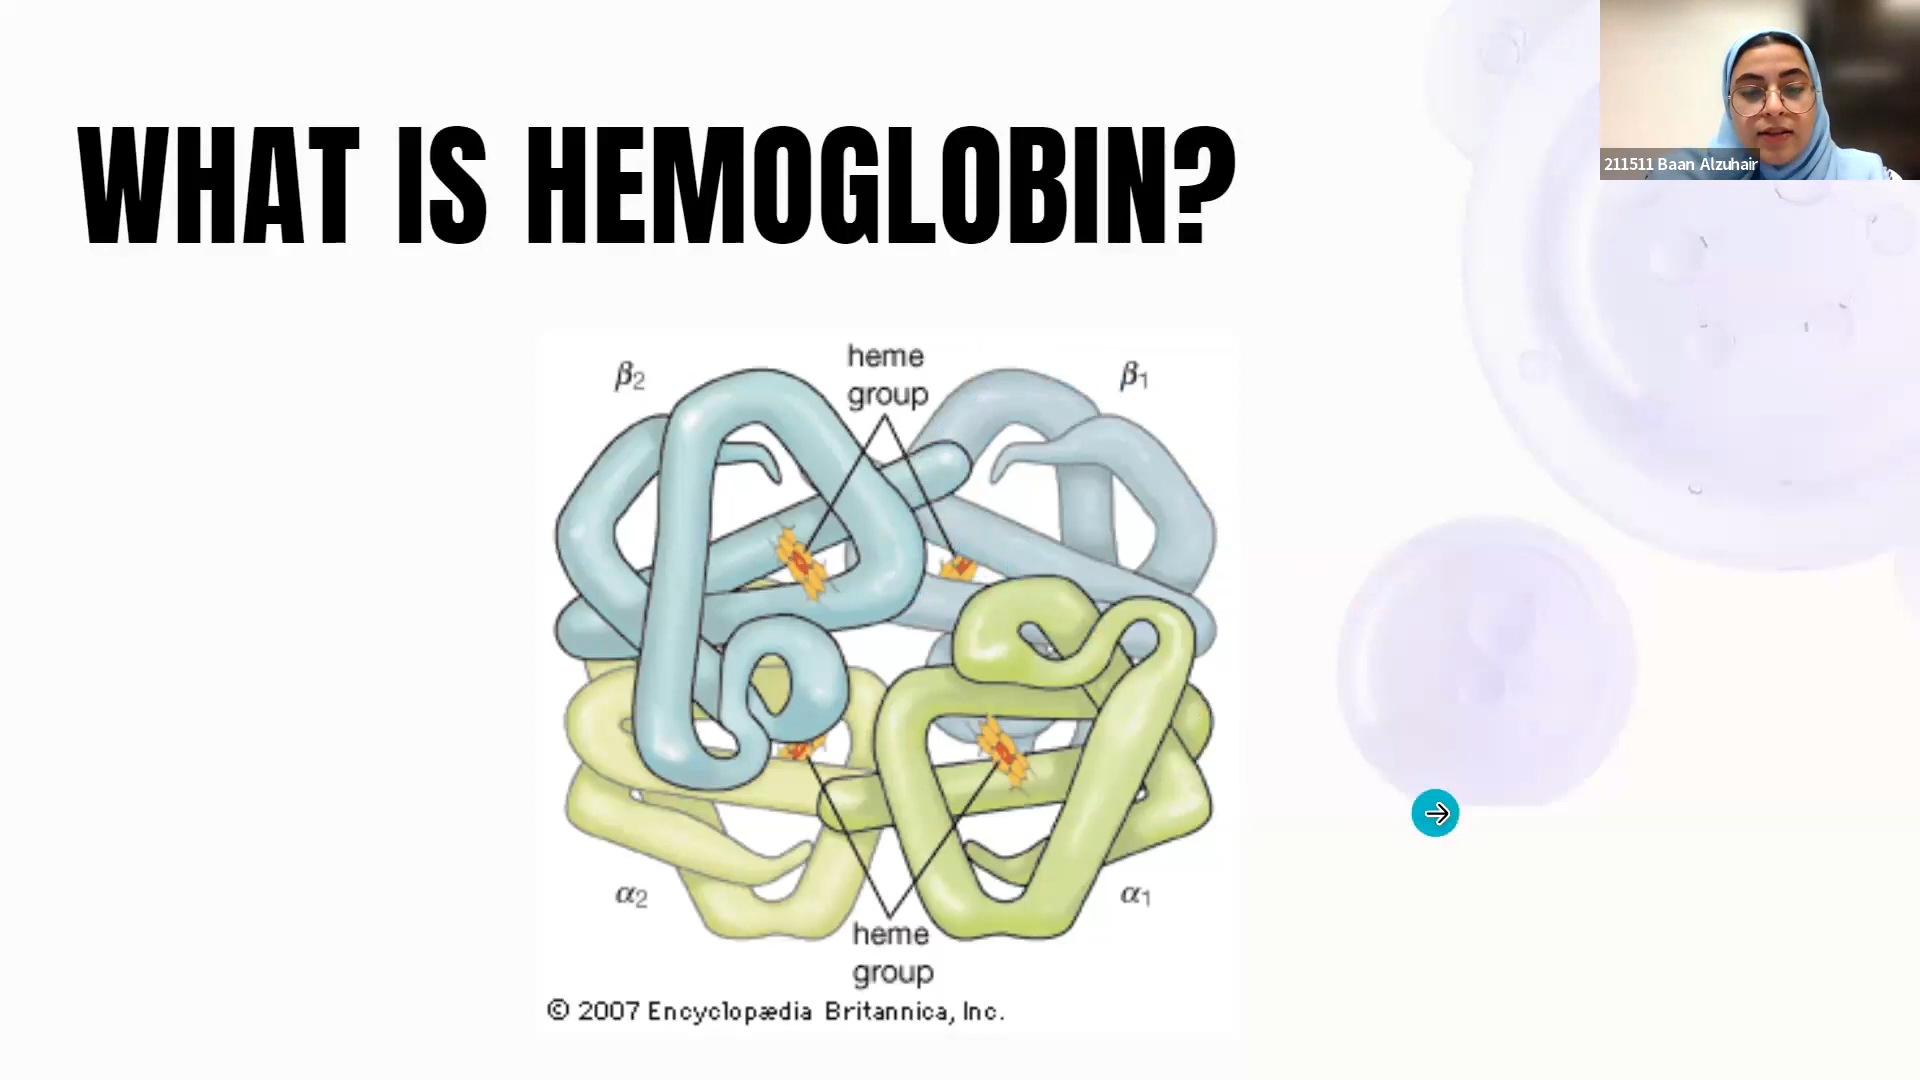 211511 Baan Alzuhair
WHAT IS HEMOGLOBIN?
heme
group
β2
β1
α2
α1
heme
group
© 2007 Encyclopædia Britannica, Inc.